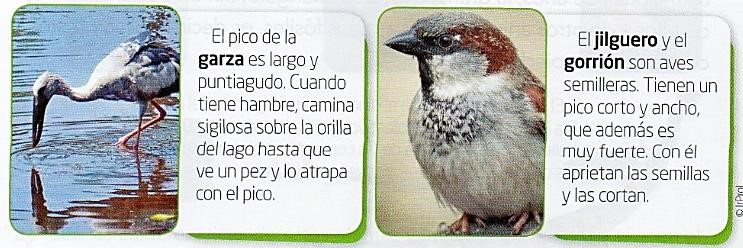 El pico de la
garza es largo y
puntiagudo. Cuando
tiene hambre, camina
sigilosa sobre la orilla
del lago hasta que
ve un pez y lo atrapa
con el pico.
El jilguero y el
gorrión son aves
semilleras. Tienen un
pico corto y ancho,
que además es
muy fuerte. Con él
aprietan las semillas
y las cortan.